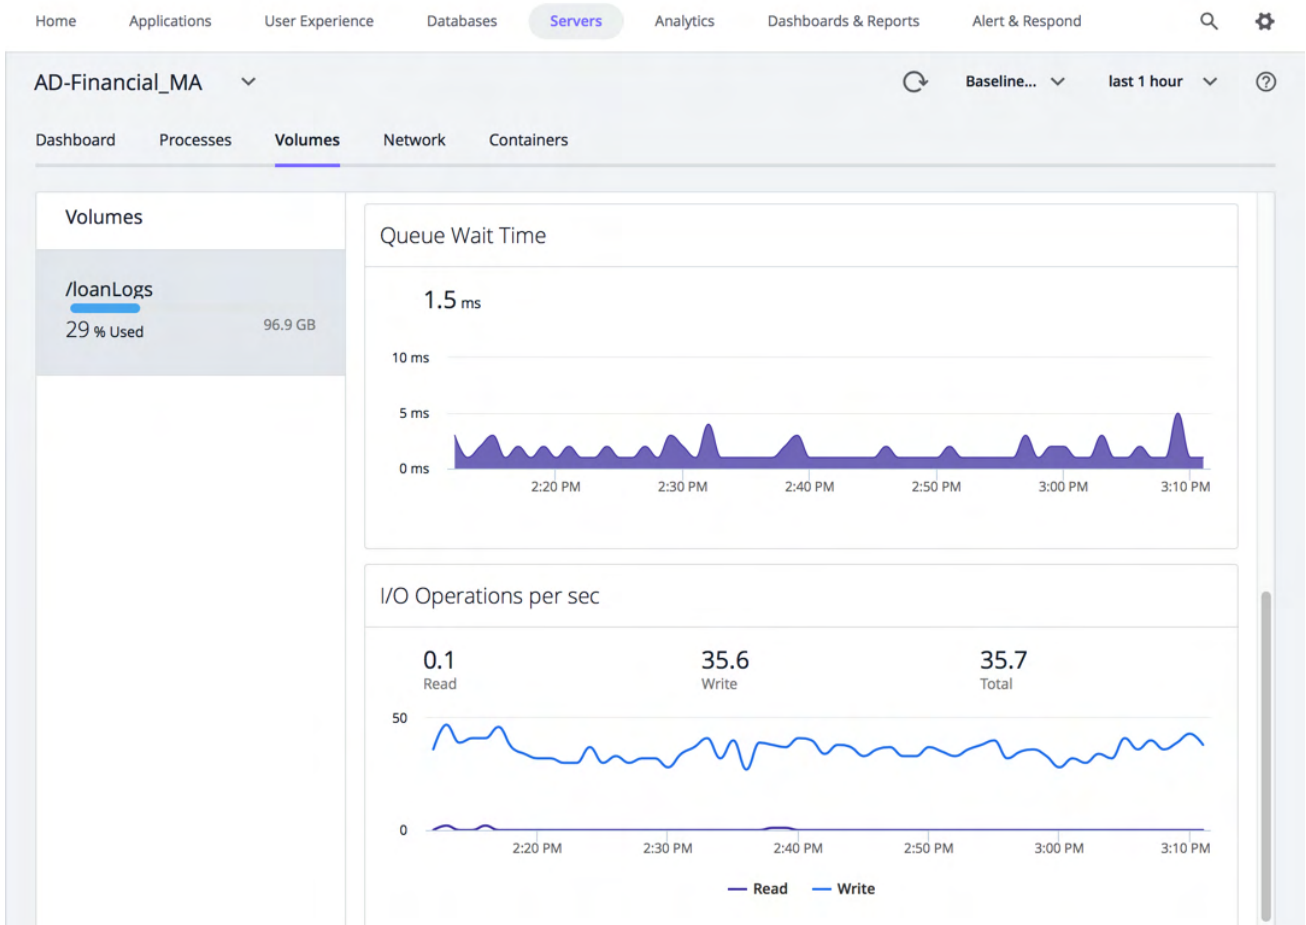 Home Applications User Experience Databases Servers Analytics Dashboards & Reports Alert & Respond
AD-Financial_MA Baseline... last 1 hour
Dashboard Processes Volumes Network Containers
Volumes
/loanLogs
29 % Used 96.9 GB
Queue Wait Time
1.5 ms
10 ms
5 ms
0 ms
2:20 PM 2:30 PM 2:40 PM 2:50 PM 3:00 PM 3:10 PM
I/O Operations per sec
0.1 35.6 35.7
Read Write Total
50
0
2:20 PM 2:30 PM 2:40 PM 2:50 PM 3:00 PM 3:10 PM
Read Write